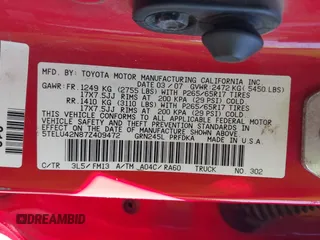 MFD. BY: TOYOTA MOTOR MANUFACTURING CALIFORNIA INC.
DATE 03/07 GVWR 2472 KG (5450 LBS)
GAWR: FR. 1249 KG (2755 LBS) WITH P265/65R17 TIRES
17X7.5JJ RIMS AT 200 KPA (29 PSI) COLD.
RR. 1410 KG (3110 LBS) WITH P265/65R17 TIRES
17X7.5JJ RIMS AT 200 KPA (29 PSI) COLD.
THIS VEHICLE CONFORMS TO ALL APPLICABLE
FEDERAL MOTOR VEHICLE SAFETY STANDARDS IN
EFFECT ON THE DATE OF MANUFACTURE SHOWN ABOVE.
5TELU42N87Z409472 GRN245L PRFDKA MADE IN U.S.A
C/TR 3L5/FM13 A/TM A04C/RA60 TRUCK NO. 302
DREAMBID